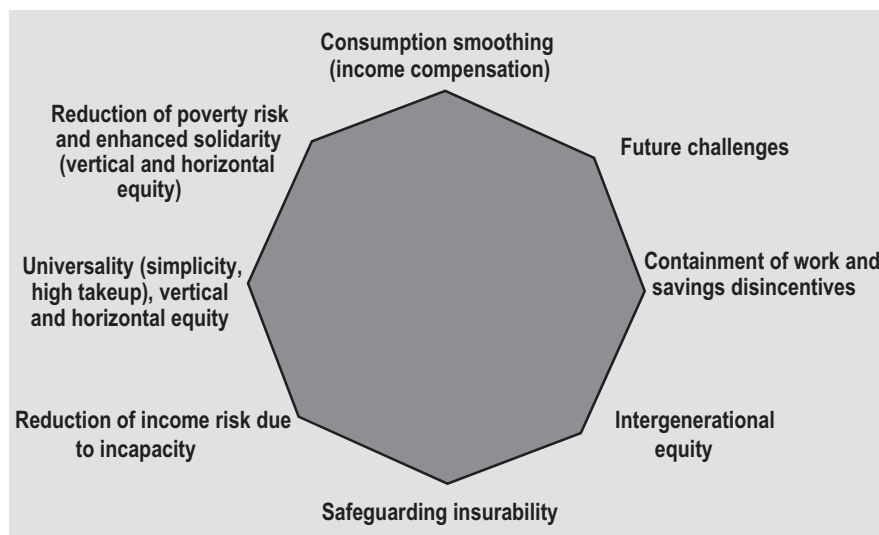 Consumption smoothing
(income compensation)
Reduction of poverty risk
and enhanced solidarity
(vertical and horizontal
equity)
Future challenges
Universality (simplicity,
high takeup), vertical
and horizontal equity
Containment of work and
savings disincentives
Reduction of income risk due
to incapacity
Intergenerational
equity
Safeguarding insurability